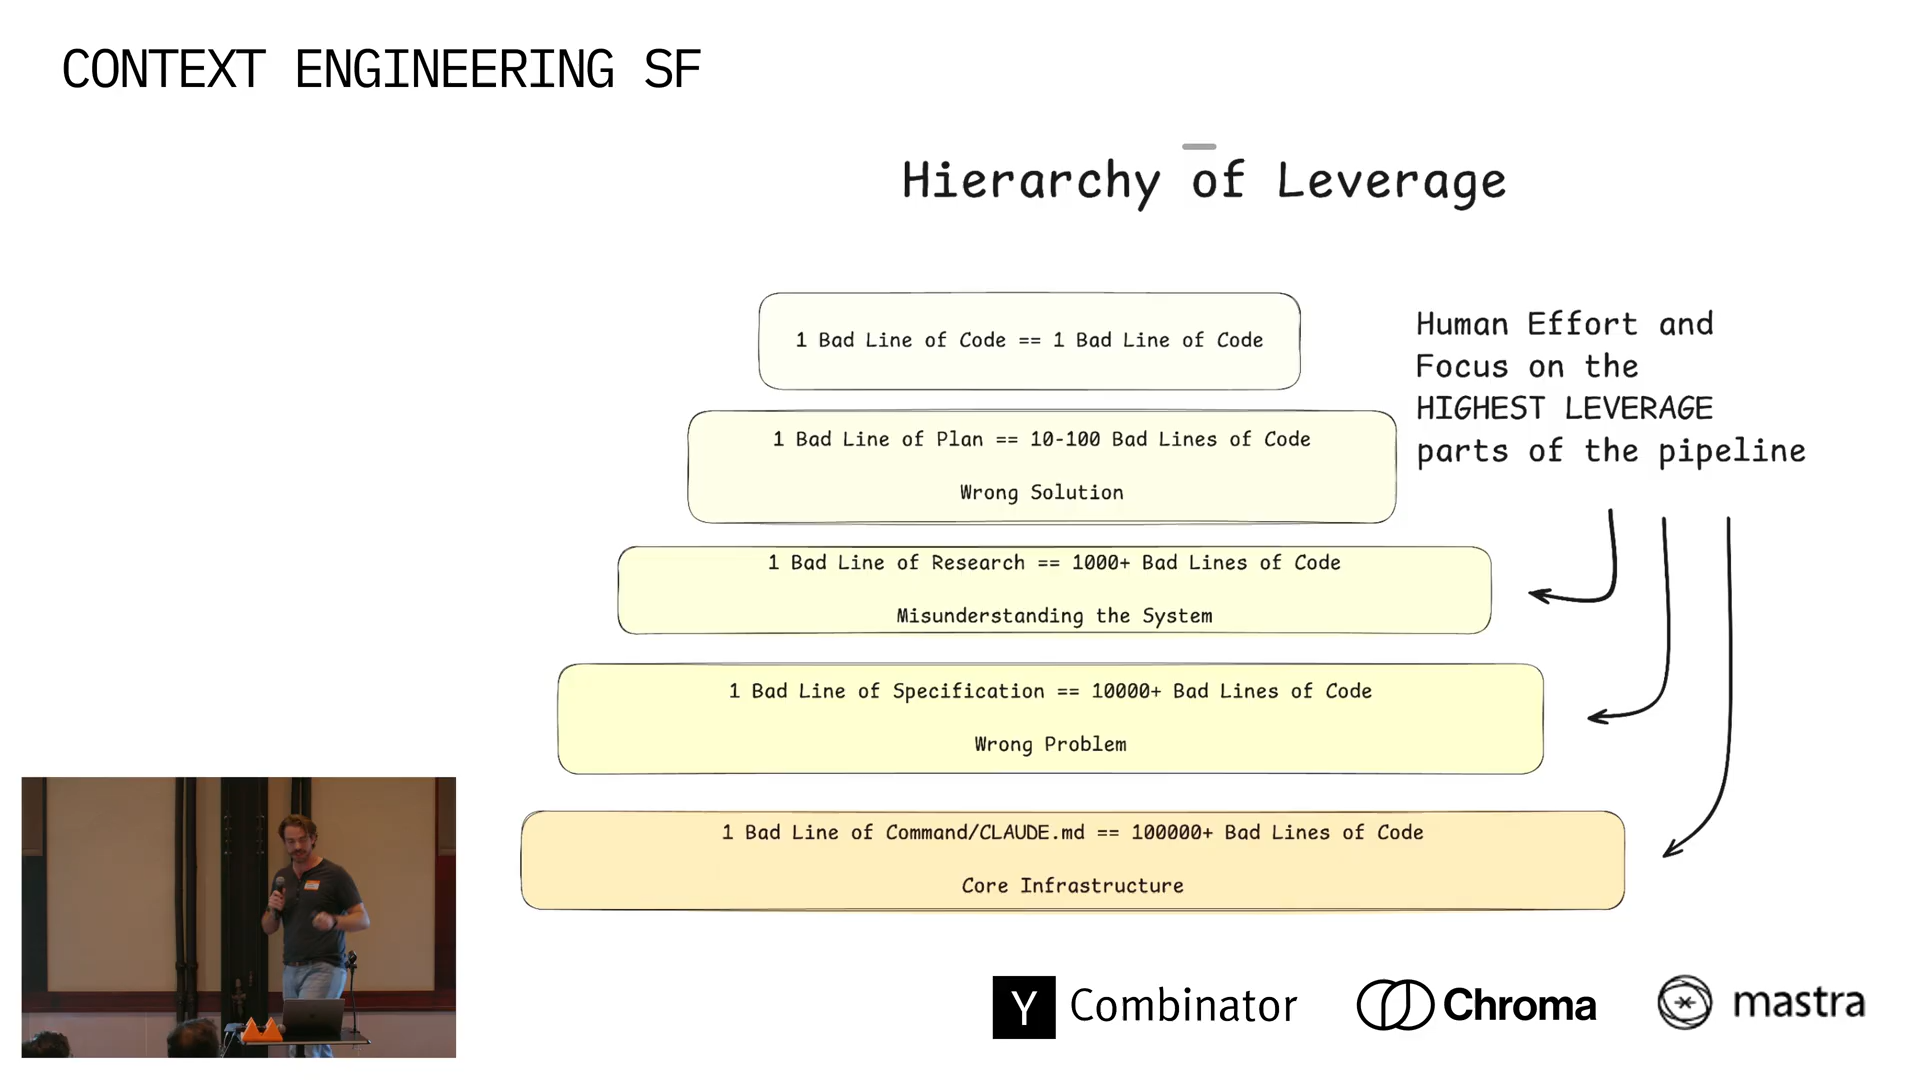 CONTEXT ENGINEERING SF
Hierarchy of Leverage
1 Bad Line of Code == 1 Bad Line of Code
Human Effort and
Focus on the
HIGHEST LEVERAGE
parts of the pipeline
1 Bad Line of Plan == 10-100 Bad Lines of Code
Wrong Solution
1 Bad Line of Research == 1000+ Bad Lines of Code
Misunderstanding the System
1 Bad Line of Specification == 10000+ Bad Lines of Code
Wrong Problem
1 Bad Line of Command/CLAUDE.md == 100000+ Bad Lines of Code
Core Infrastructure
Y Combinator
Chroma
mastra